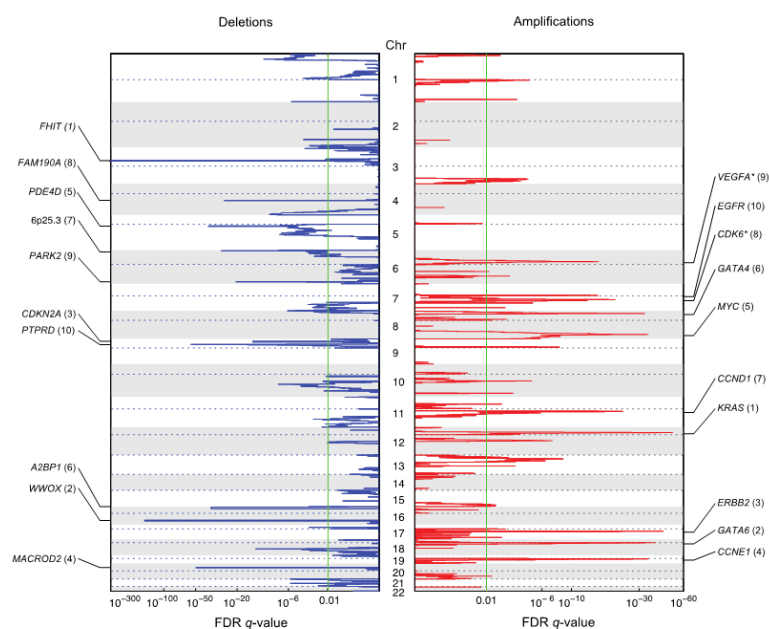 Deletions
Amplifications
Chr
1
2
3
4
5
6
7
8
9
10
11
12
13
14
15
16
17
18
19
20
21
22
FHIT (1)
FAM190A (8)
PDE4D (5)
6p25.3 (7)
PARK2 (9)
CDKN2A (3)
PTPRD (10)
A2BP1 (6)
WWOX (2)
MACROD2 (4)
VEGFA* (9)
EGFR (10)
CDK6* (8)
GATA4 (6)
MYC (5)
CCND1 (7)
KRAS (1)
ERBB2 (3)
GATA6 (2)
CCNE1 (4)
10⁻³⁰⁰ 10⁻¹⁰⁰ 10⁻⁵⁰ 10⁻²⁰ 10⁻⁶ 0.01
0.01 10⁻⁶ 10⁻¹⁰ 10⁻³⁰ 10⁻⁶⁰
FDR q-value
FDR q-value